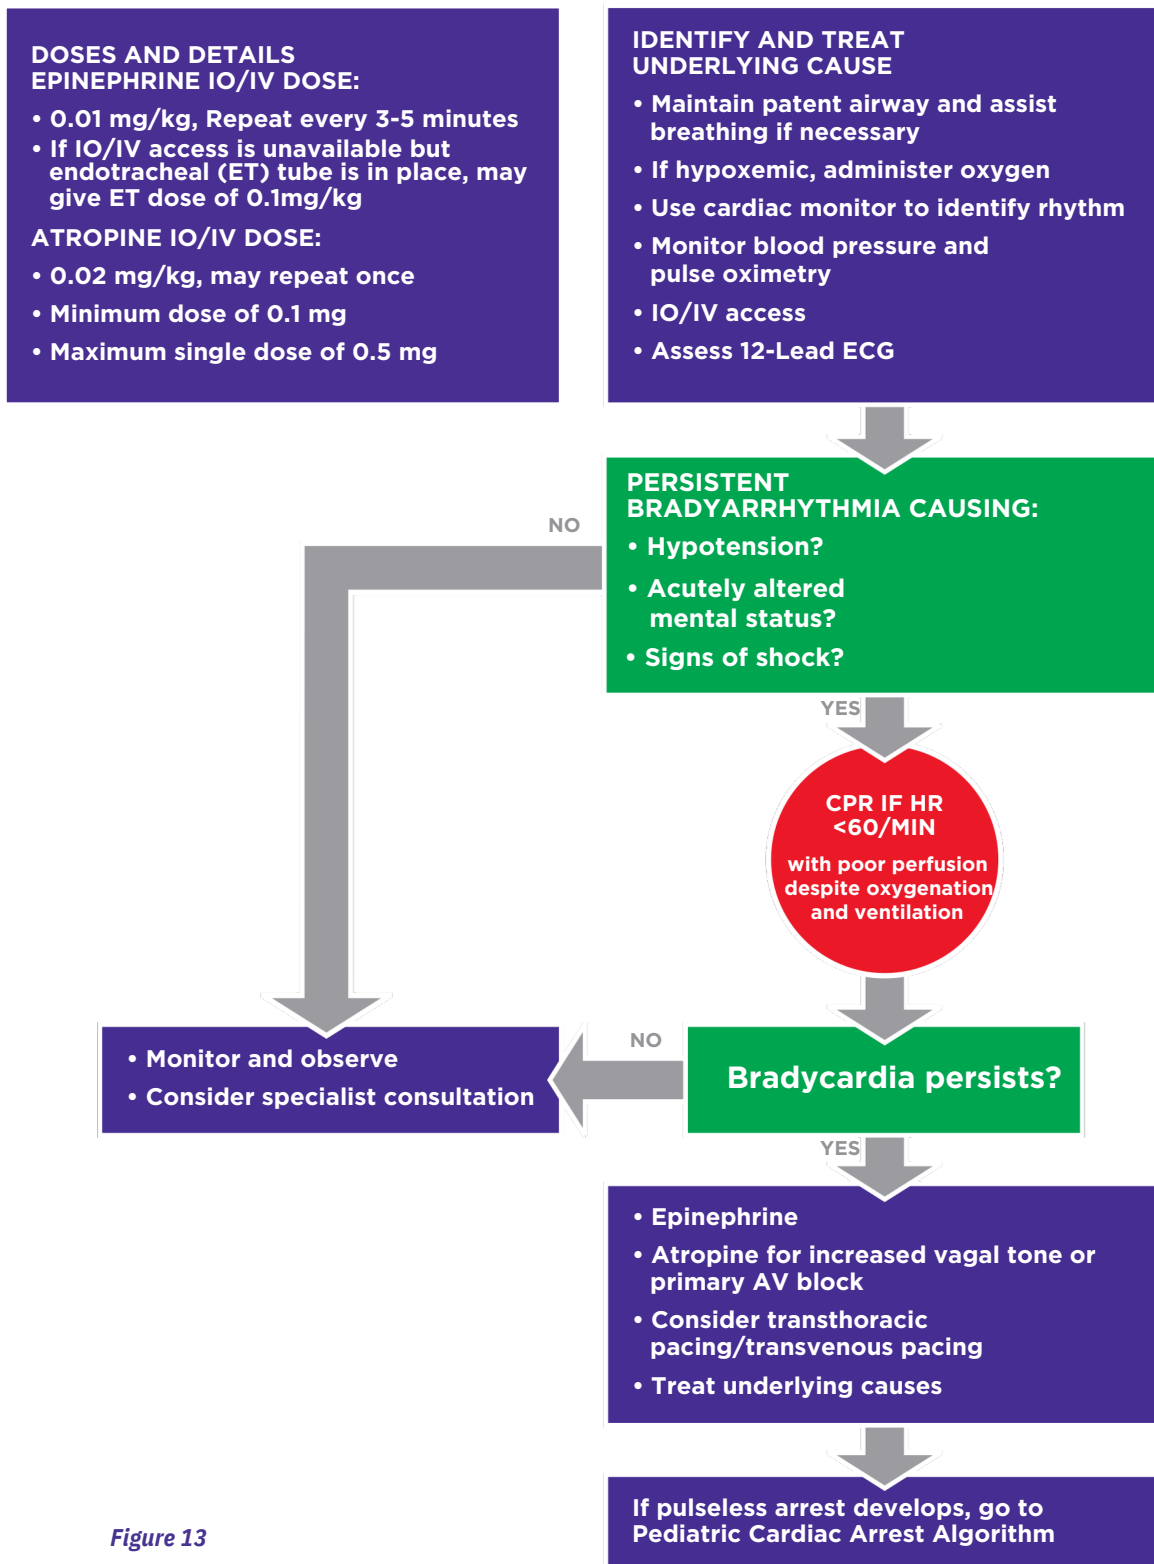 DOSES AND DETAILS
EPINEPHRINE IO/IV DOSE:
• 0.01 mg/kg, Repeat every 3-5 minutes
• If IO/IV access is unavailable but
endotracheal (ET) tube is in place, may
give ET dose of 0.1mg/kg
ATROPINE IO/IV DOSE:
• 0.02 mg/kg, may repeat once
• Minimum dose of 0.1 mg
• Maximum single dose of 0.5 mg
IDENTIFY AND TREAT
UNDERLYING CAUSE
• Maintain patent airway and assist
breathing if necessary
• If hypoxemic, administer oxygen
• Use cardiac monitor to identify rhythm
• Monitor blood pressure and
pulse oximetry
• IO/IV access
• Assess 12-Lead ECG
PERSISTENT
BRADYARRHYTHMIA CAUSING:
• Hypotension?
• Acutely altered
mental status?
• Signs of shock?
NO
YES
CPR IF HR
<60/MIN
with poor perfusion
despite oxygenation
and ventilation
Bradycardia persists?
NO
• Monitor and observe
• Consider specialist consultation
YES
• Epinephrine
• Atropine for increased vagal tone or
primary AV block
• Consider transthoracic
pacing/transvenous pacing
• Treat underlying causes
If pulseless arrest develops, go to
Pediatric Cardiac Arrest Algorithm
Figure 13